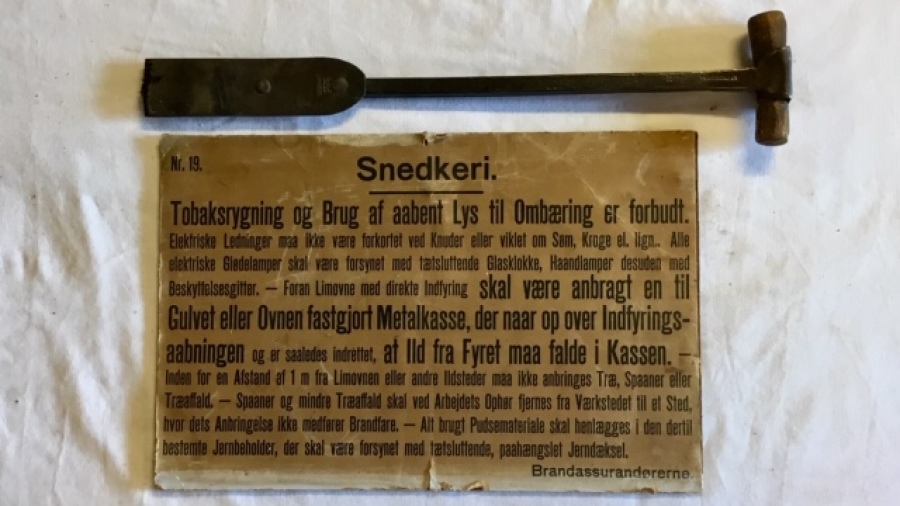 Nr. 19.
Snedkeri.
Tobaksrygning og Brug af aabent Lys til Ombæring er forbudt.
Elektriske Ledninger maa ikke være forkortet ved Knuder eller viklet om Søm, Kroge el. lign.. Alle
elektriske Glødelamper skal være forsynet med tætsluttende Glasklokke, Haandlamper desuden med
Beskyttelsesgitter. — Foran Limovne med direkte Indfyring skal være anbragt en til
Gulvet eller Ovnen fastgjort Metalkasse, der naar op over Indfyrings-
aabningen og er saaledes indrettet, at Ild fra Fyret maa falde i Kassen. —
Inden for en Afstand af 1 m fra Limovnen eller andre Ildsteder maa ikke anbringes Træ, Spaaner eller
Træaffald. — Spaaner og mindre Træaffald skal ved Arbejdets Ophør fjernes fra Værkstedet til et Sted,
hvor dets Anbringelse ikke medfører Brandfare. — Alt brugt Pudsemateriale skal henlægges i den dertil
bestemte Jernbeholder, der skal være forsynet med tætsluttende, paahængslet Jerndæksel.
Brandassurandørerne.